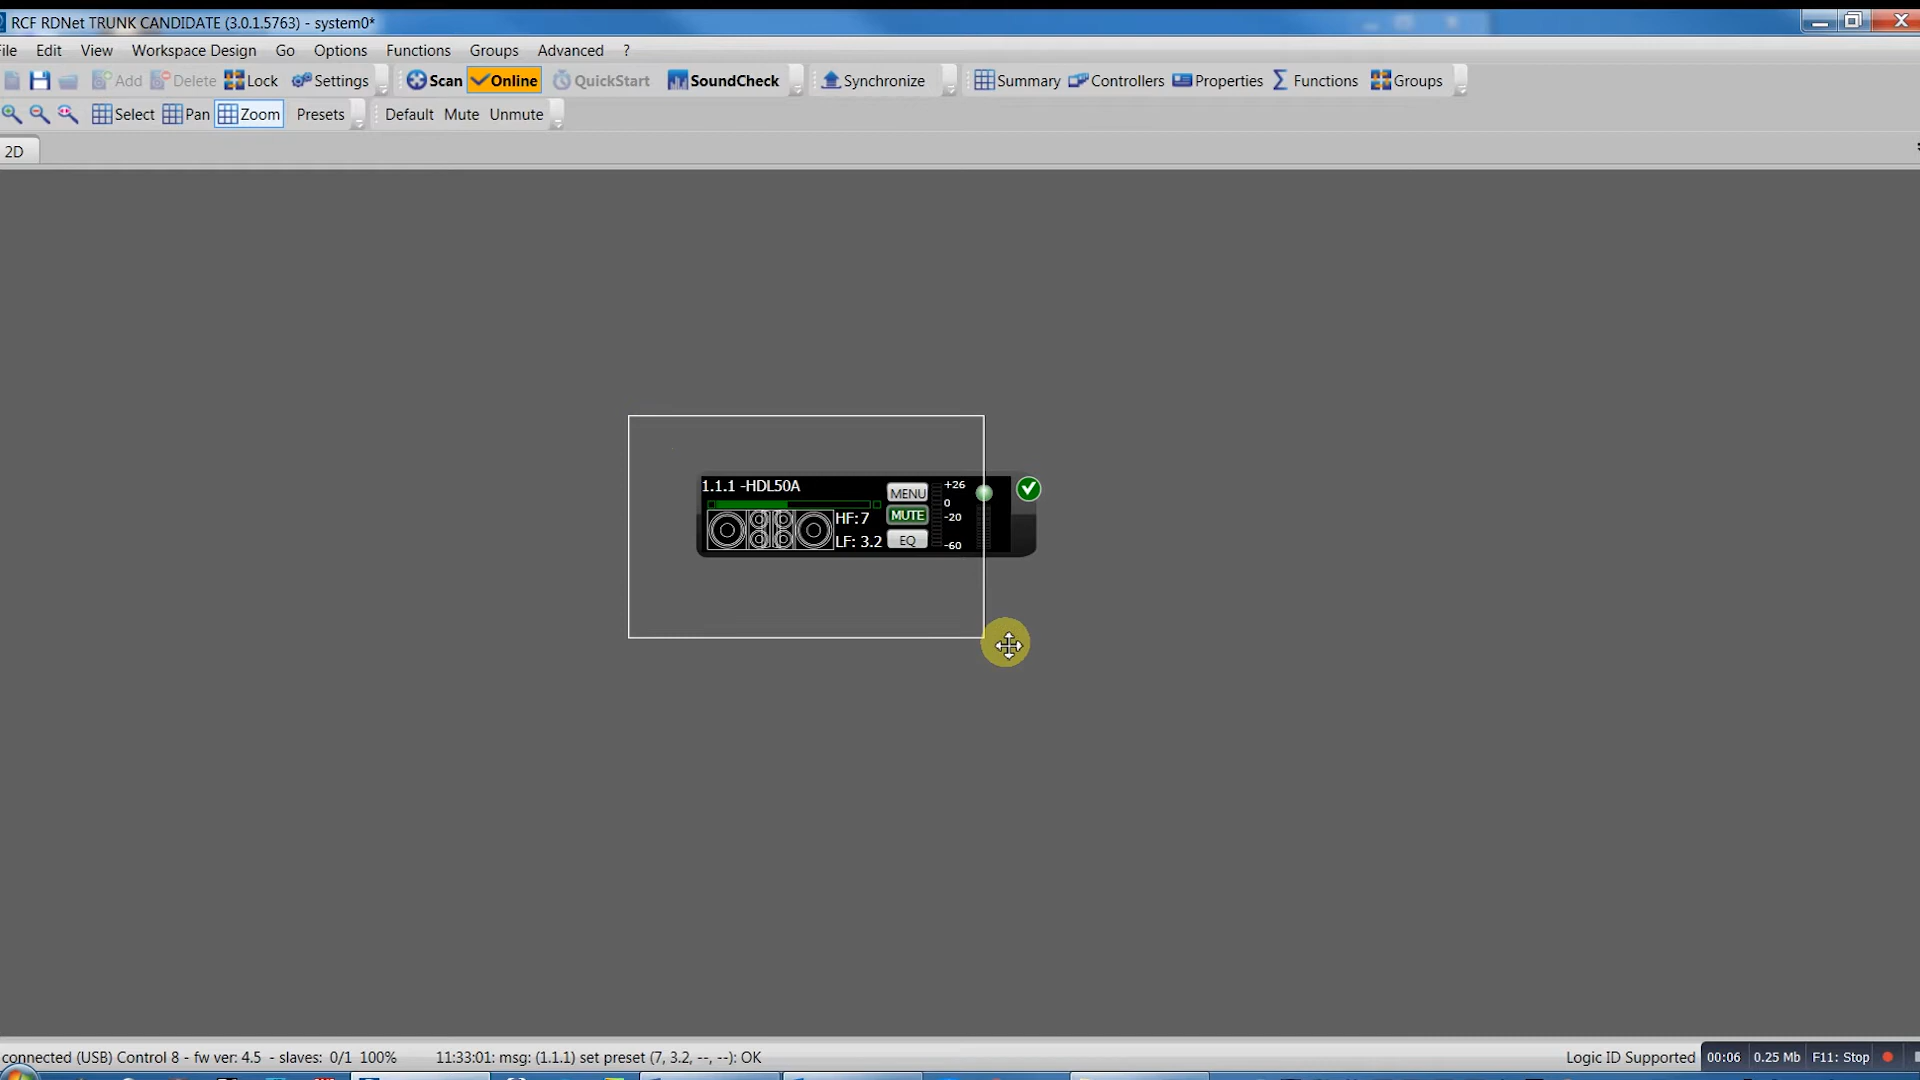 RCF RDNet TRUNK CANDIDATE (3.0.1.5763) - system0*
ile Edit View Workspace Design Go Options Functions Groups Advanced ?
Add Delete Lock Settings Scan Online QuickStart SoundCheck Synchronize Summary Controllers Properties Functions Groups
Select Pan Zoom Presets Default Mute Unmute
2D
1.1.1 -HDL50A
MENU
MUTE
EQ
HF: 7
LF: 3.2
+26
0
-20
-60
connected (USB) Control 8 - fw ver: 4.5 - slaves: 0/1 100% 11:33:01: msg: (1.1.1) set preset (7, 3.2, --, --): OK Logic ID Supported 00:06 0.25 Mb F11: Stop